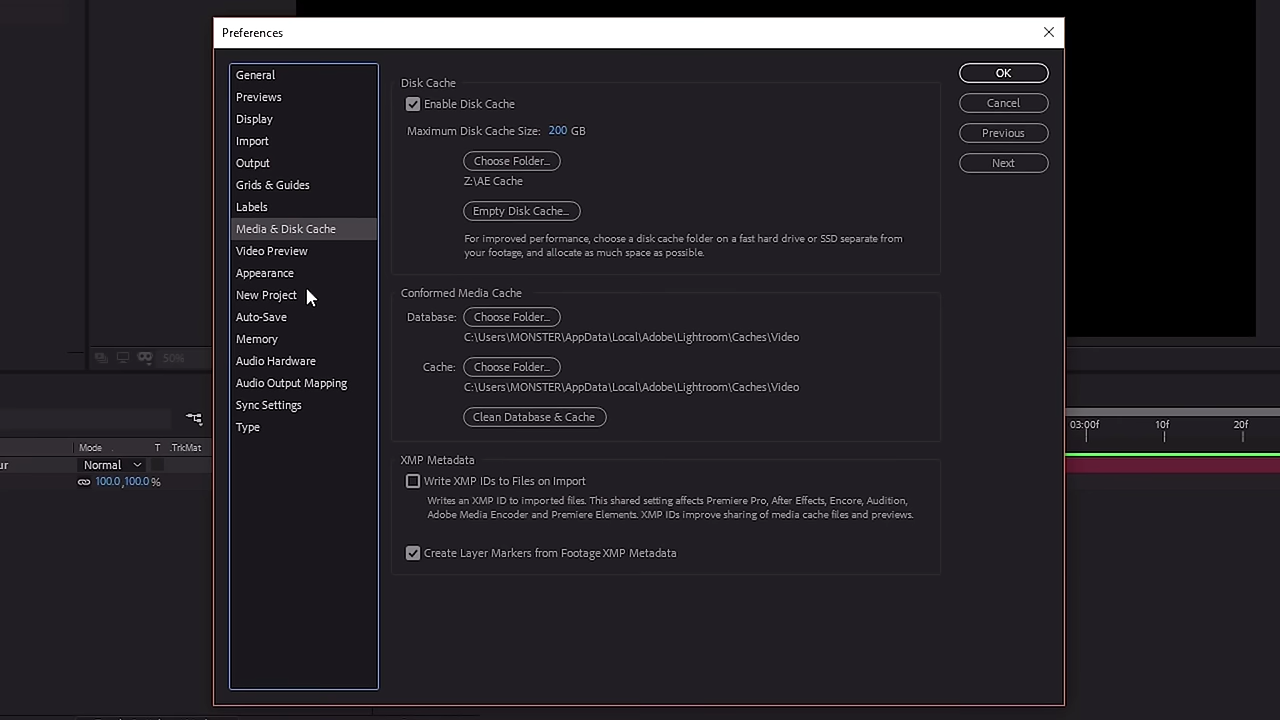 Preferences
General
Previews
Display
Import
Output
Grids & Guides
Labels
Media & Disk Cache
Video Preview
Appearance
New Project
Auto-Save
Memory
Audio Hardware
Audio Output Mapping
Sync Settings
Type
Disk Cache
Enable Disk Cache
Maximum Disk Cache Size: 200 GB
Choose Folder...
Z:\AE Cache
Empty Disk Cache...
For improved performance, choose a disk cache folder on a fast hard drive or SSD separate from
your footage, and allocate as much space as possible.
Conformed Media Cache
Database: Choose Folder...
C:\Users\MONSTER\AppData\Local\Adobe\Lightroom\Caches\Video
Cache: Choose Folder...
C:\Users\MONSTER\AppData\Local\Adobe\Lightroom\Caches\Video
Clean Database & Cache
XMP Metadata
Write XMP IDs to Files on Import
Writes an XMP ID to imported files. This shared setting affects Premiere Pro, After Effects, Encore, Audition,
Adobe Media Encoder and Premiere Elements. XMP IDs improve sharing of media cache files and previews.
Create Layer Markers from Footage XMP Metadata
OK
Cancel
Previous
Next
50%
Mode T .TrkMat
ur Normal
100.0,100.0 %
03:00f 10f 20f